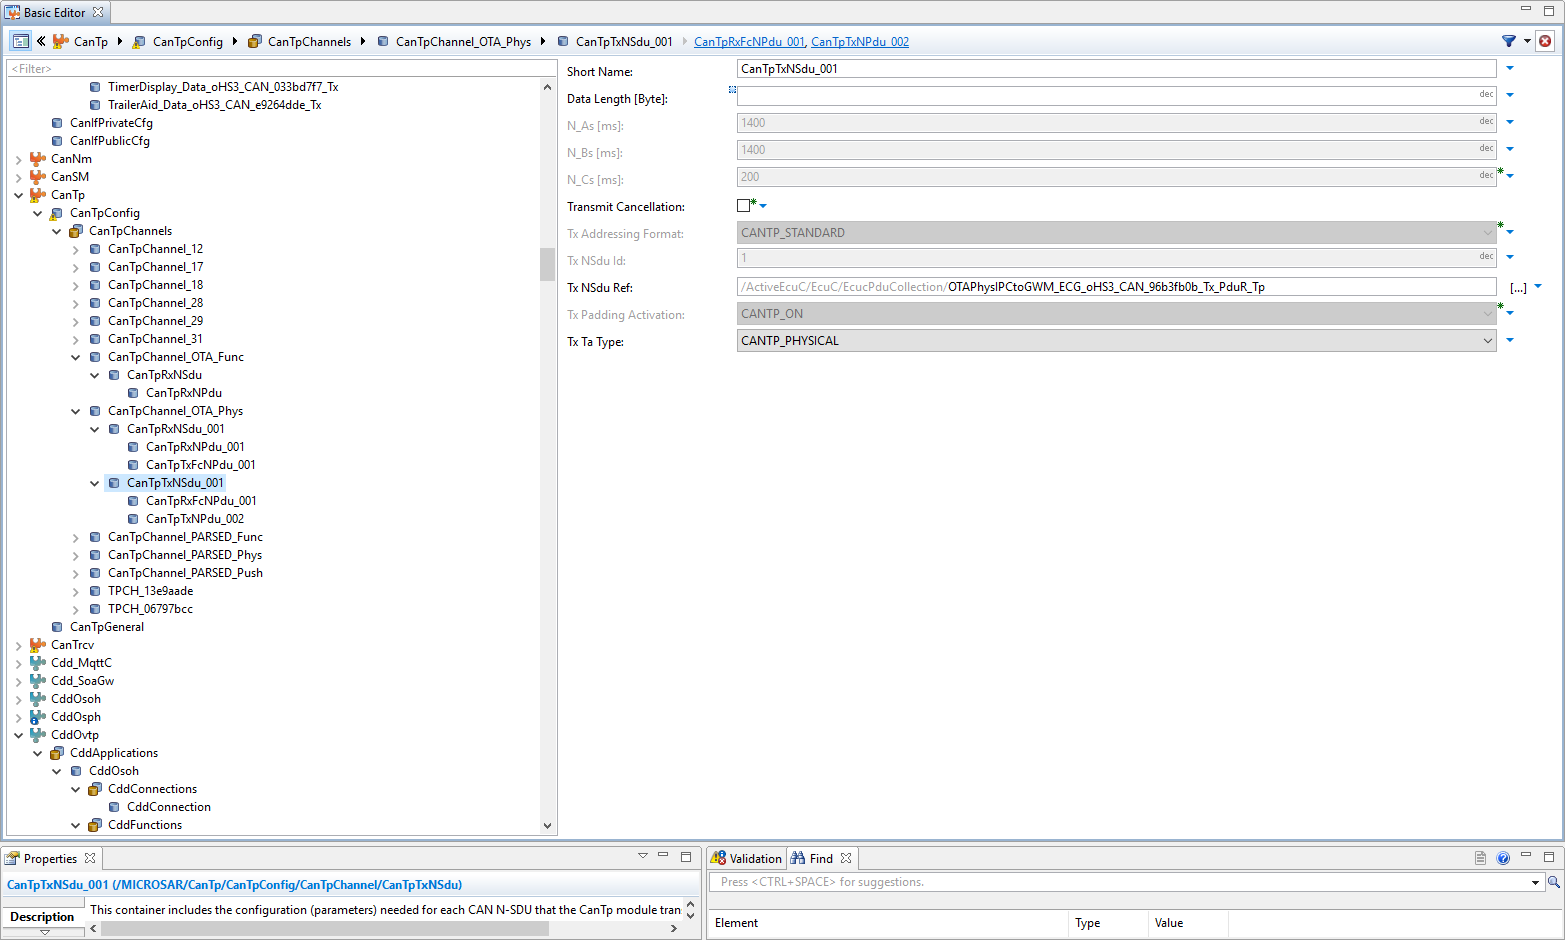 Basic Editor
CanTp CanTpConfig CanTpChannels CanTpChannel_OTA_Phys CanTpTxNSdu_001 CanTpRxFcNPdu_001, CanTpTxNPdu_002
<Filter>
TimerDisplay_Data_oHS3_CAN_033bd7f7_Tx
TrailerAid_Data_oHS3_CAN_e9264dde_Tx
CanIfPrivateCfg
CanIfPublicCfg
CanNm
CanSM
CanTp
CanTpConfig
CanTpChannels
CanTpChannel_12
CanTpChannel_17
CanTpChannel_18
CanTpChannel_28
CanTpChannel_29
CanTpChannel_31
CanTpChannel_OTA_Func
CanTpRxNSdu
CanTpRxNPdu
CanTpChannel_OTA_Phys
CanTpRxNSdu_001
CanTpRxNPdu_001
CanTpTxFcNPdu_001
CanTpTxNSdu_001
CanTpRxFcNPdu_001
CanTpTxNPdu_002
CanTpChannel_PARSED_Func
CanTpChannel_PARSED_Phys
CanTpChannel_PARSED_Push
TPCH_13e9aade
TPCH_06797bcc
CanTpGeneral
CanTrcv
Cdd_MqttC
Cdd_SoaGw
CddOsoh
CddOsph
CddOvtp
CddApplications
CddOsoh
CddConnections
CddConnection
CddFunctions
Short Name: CanTpTxNSdu_001
Data Length [Byte]: dec
N_As [ms]: 1400 dec
N_Bs [ms]: 1400 dec
N_Cs [ms]: 200 dec
Transmit Cancellation:
Tx Addressing Format: CANTP_STANDARD
Tx NSdu Id: 1 dec
Tx NSdu Ref: /ActiveEcuC/EcuC/EcucPduCollection/OTAPhysIPCtoGWM_ECG_oHS3_CAN_96b3fb0b_Tx_PduR_Tp [...]
Tx Padding Activation: CANTP_ON
Tx Ta Type: CANTP_PHYSICAL
Properties
CanTpTxNSdu_001 (/MICROSAR/CanTp/CanTpConfig/CanTpChannel/CanTpTxNSdu)
Description This container includes the configuration (parameters) needed for each CAN N-SDU that the CanTp module tran
Validation Find
Press <CTRL+SPACE> for suggestions.
Element Type Value